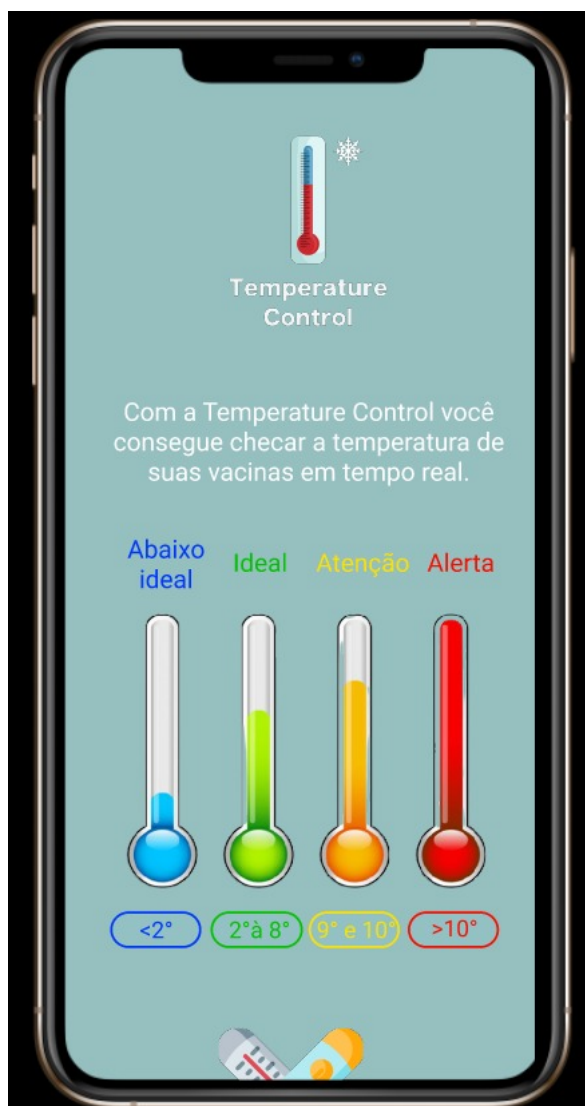 Temperature
Control
Com a Temperature Control você
consegue checar a temperatura de
suas vacinas em tempo real.
Abaixo
ideal
Ideal
Atenção
Alerta
<2°
2°à 8°
9° e 10°
>10°